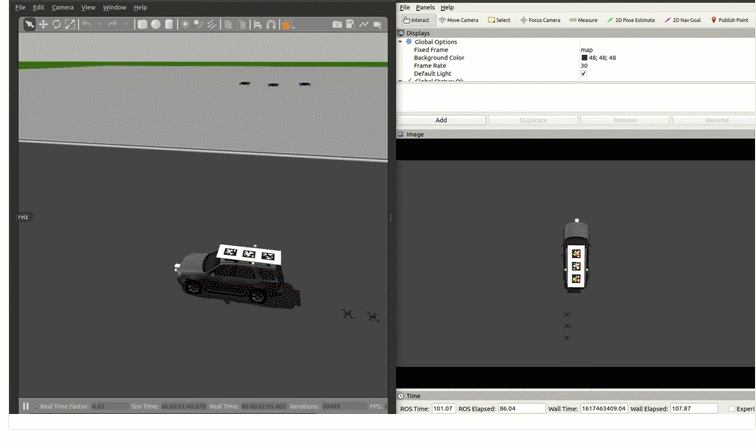 File Edit Camera View Window Help
rviz
Real Time Factor: 0.65 Sim Time: Real Time: Iterations: FPS:
File Panels Help
Interact Move Camera Select Focus Camera Measure 2D Pose Estimate 2D Nav Goal Publish Point
Displays
Global Options
Fixed Frame map
Background Color 48; 48; 48
Frame Rate 30
Default Light ✓
Add Duplicate Remove Rename
Image
Time
ROS Time: 101.07 ROS Elapsed: 86.04 Wall Time: 1617463409.04 Wall Elapsed: 107.87 Experi